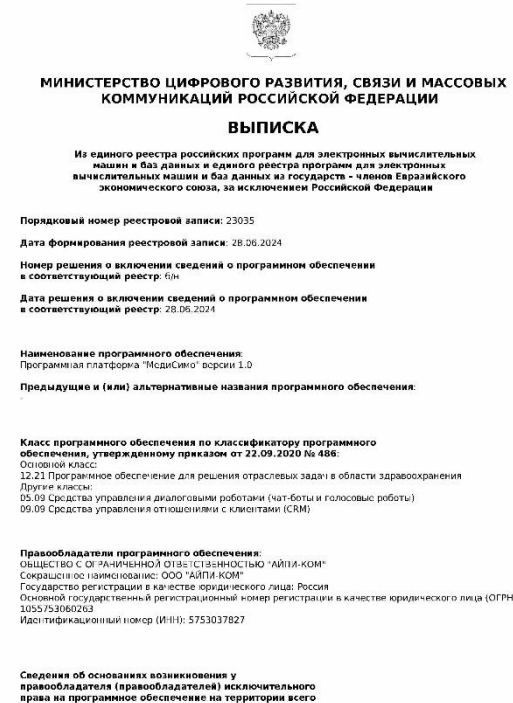 МИНИСТЕРСТВО ЦИФРОВОГО РАЗВИТИЯ, СВЯЗИ И МАССОВЫХ
КОММУНИКАЦИЙ РОССИЙСКОЙ ФЕДЕРАЦИИ
ВЫПИСКА
Из единого реестра российских программ для электронных вычислительных
машин и баз данных и единого реестра программ для электронных
вычислительных машин и баз данных из государств – членов Евразийского
экономического союза, за исключением Российской Федерации
Порядковый номер реестровой записи: 23035
Дата формирования реестровой записи: 28.06.2024
Номер решения о включении сведений о программном обеспечении
в соответствующий реестр: б/н
Дата решения о включении сведений о программном обеспечении
в соответствующий реестр: 28.06.2024
Наименование программного обеспечения:
Программная платформа "МедиСимо" версии 1.0
Предыдущие и (или) альтернативные названия программного обеспечения:
-
Класс программного обеспечения по классификатору программного
обеспечения, утвержденному приказом от 22.09.2020 № 486:
Основной класс:
12.21 Программное обеспечение для решения отраслевых задач в области здравоохранения
Другие классы:
05.09 Средства управления диалоговыми роботами (чат-боты и голосовые роботы)
09.09 Средства управления отношениями с клиентами (CRM)
Правообладатели программного обеспечения:
ОБЩЕСТВО С ОГРАНИЧЕННОЙ ОТВЕТСТВЕННОСТЬЮ "АЙПИ-КОМ"
Сокращенное наименование: ООО "АЙПИ-КОМ"
Государство регистрации в качестве юридического лица: Россия
Основной государственный регистрационный номер регистрации в качестве юридического лица (ОГРН
1055753060263
Идентификационный номер (ИНН): 5753037827
Сведения об основаниях возникновения у
правообладателя (правообладателей) исключительного
права на программное обеспечение на территории всего